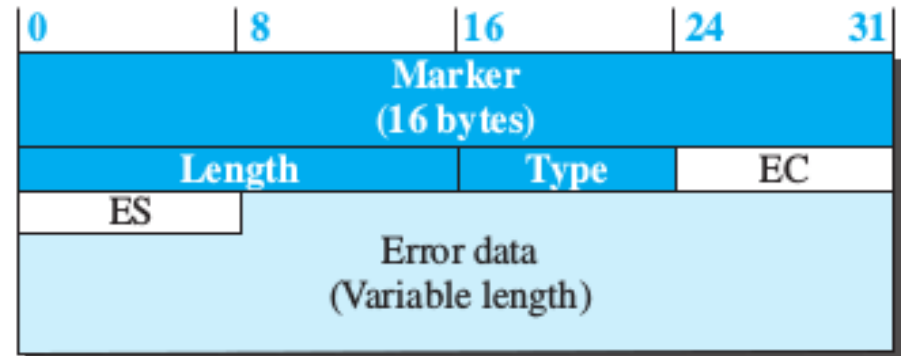 0 8 16 24 31
Marker
(16 bytes)
Length Type EC
ES
Error data
(Variable length)